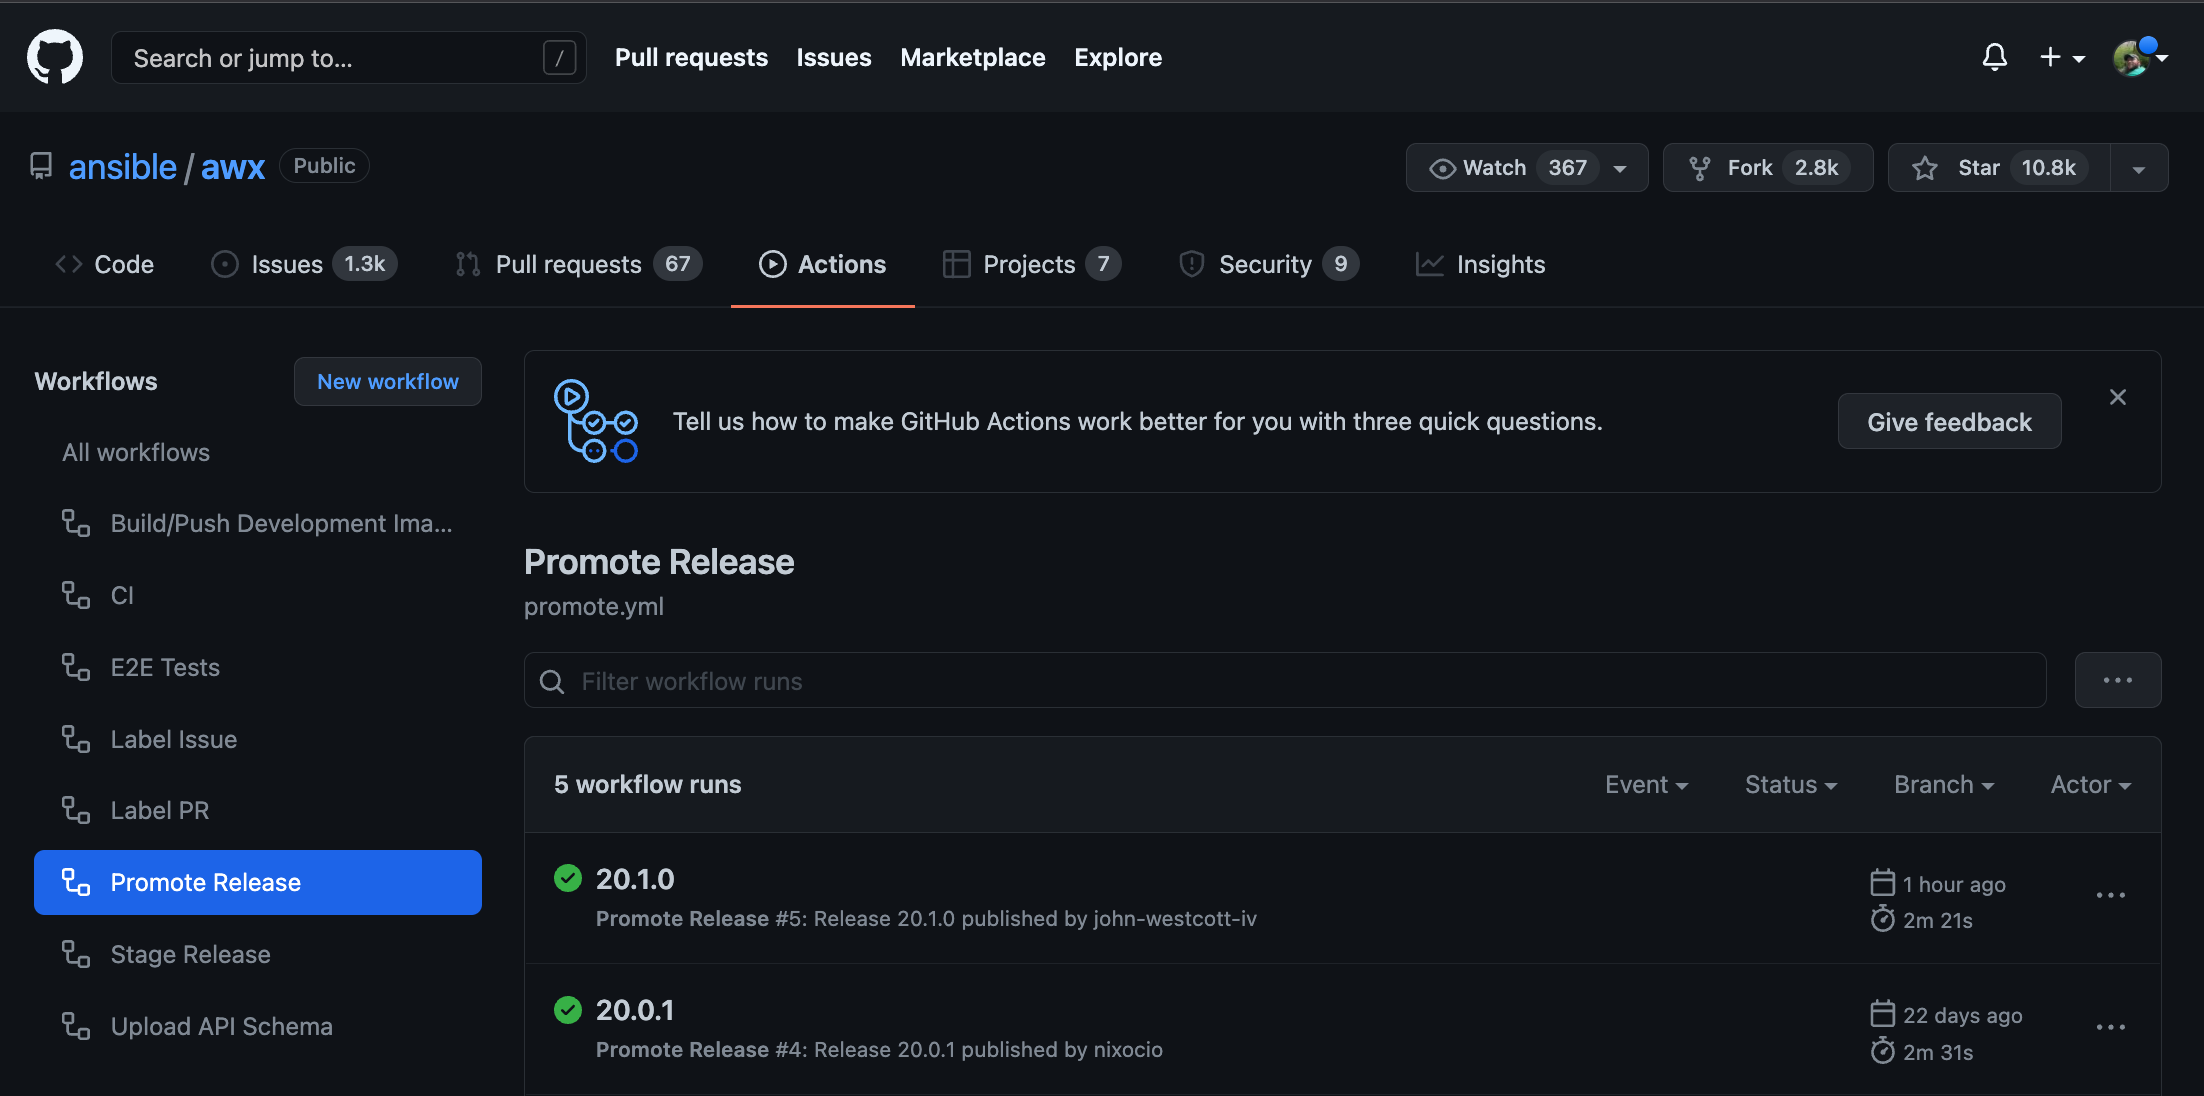 Search or jump to... / Pull requests Issues Marketplace Explore
ansible / awx Public Watch 367 Fork 2.8k Star 10.8k
Code Issues 1.3k Pull requests 67 Actions Projects 7 Security 9 Insights
Workflows New workflow
All workflows
Build/Push Development Ima...
CI
E2E Tests
Label Issue
Label PR
Promote Release
Stage Release
Upload API Schema
Tell us how to make GitHub Actions work better for you with three quick questions. Give feedback
Promote Release
promote.yml
Filter workflow runs
5 workflow runs Event Status Branch Actor
20.1.0
Promote Release #5: Release 20.1.0 published by john-westcott-iv
1 hour ago
2m 21s
20.0.1
Promote Release #4: Release 20.0.1 published by nixocio
22 days ago
2m 31s